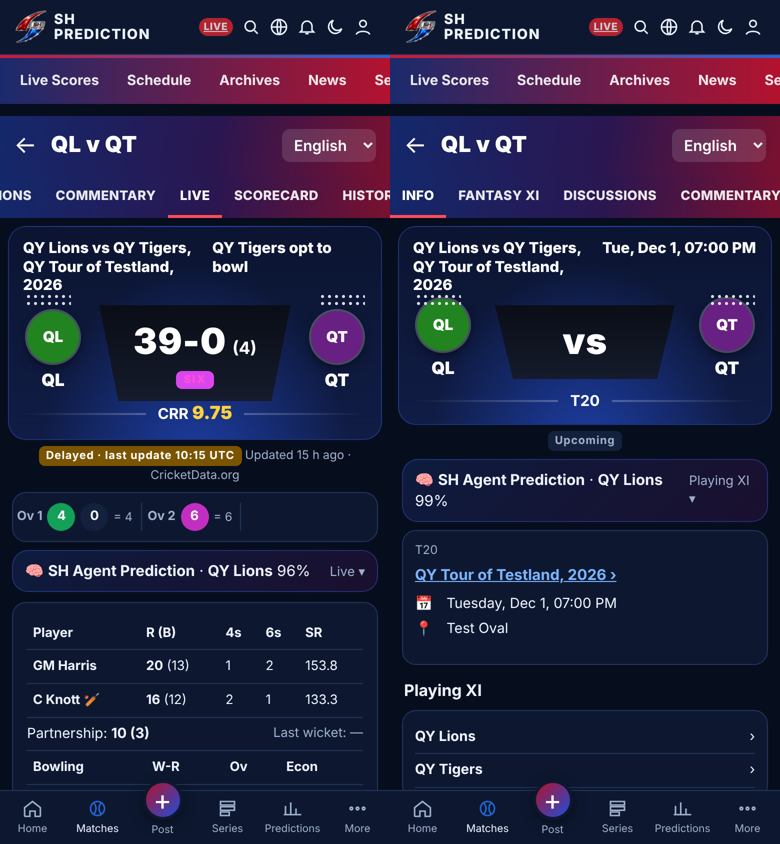 SH
PREDICTION
LIVE
Live Scores Schedule Archives News Se
QL v QT
English
IONS COMMENTARY LIVE SCORECARD HISTOR
QY Lions vs QY Tigers,
QY Tour of Testland,
2026
QY Tigers opt to
bowl
QL
QL
39-0 (4)
SIX
QT
QT
CRR 9.75
Delayed · last update 10:15 UTC Updated 15 h ago ·
CricketData.org
Ov 1 4 0 = 4 Ov 2 6 = 6
SH Agent Prediction · QY Lions 96% Live ▾
Player R (B) 4s 6s SR
GM Harris 20 (13) 1 2 153.8
C Knott 16 (12) 2 1 133.3
Partnership: 10 (3) Last wicket: —
Bowling W-R Ov Econ
Home Matches + Post Series Predictions More
SH
PREDICTION
LIVE
Live Scores Schedule Archives News Se
QL v QT
English
INFO FANTASY XI DISCUSSIONS COMMENTARY
QY Lions vs QY Tigers,
QY Tour of Testland,
2026
Tue, Dec 1, 07:00 PM
QL
QL
vs
QT
QT
T20
Upcoming
SH Agent Prediction · QY Lions
99%
Playing XI
▾
T20
QY Tour of Testland, 2026 ›
Tuesday, Dec 1, 07:00 PM
Test Oval
Playing XI
QY Lions ›
QY Tigers ›
Home Matches + Post Series Predictions More